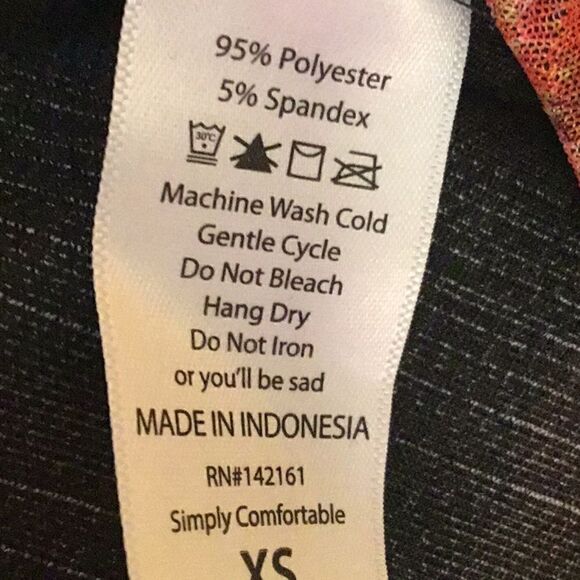 95% Polyester
5% Spandex
30°C
Machine Wash Cold
Gentle Cycle
Do Not Bleach
Hang Dry
Do Not Iron
or you'll be sad
MADE IN INDONESIA
RN#142161
Simply Comfortable
XS